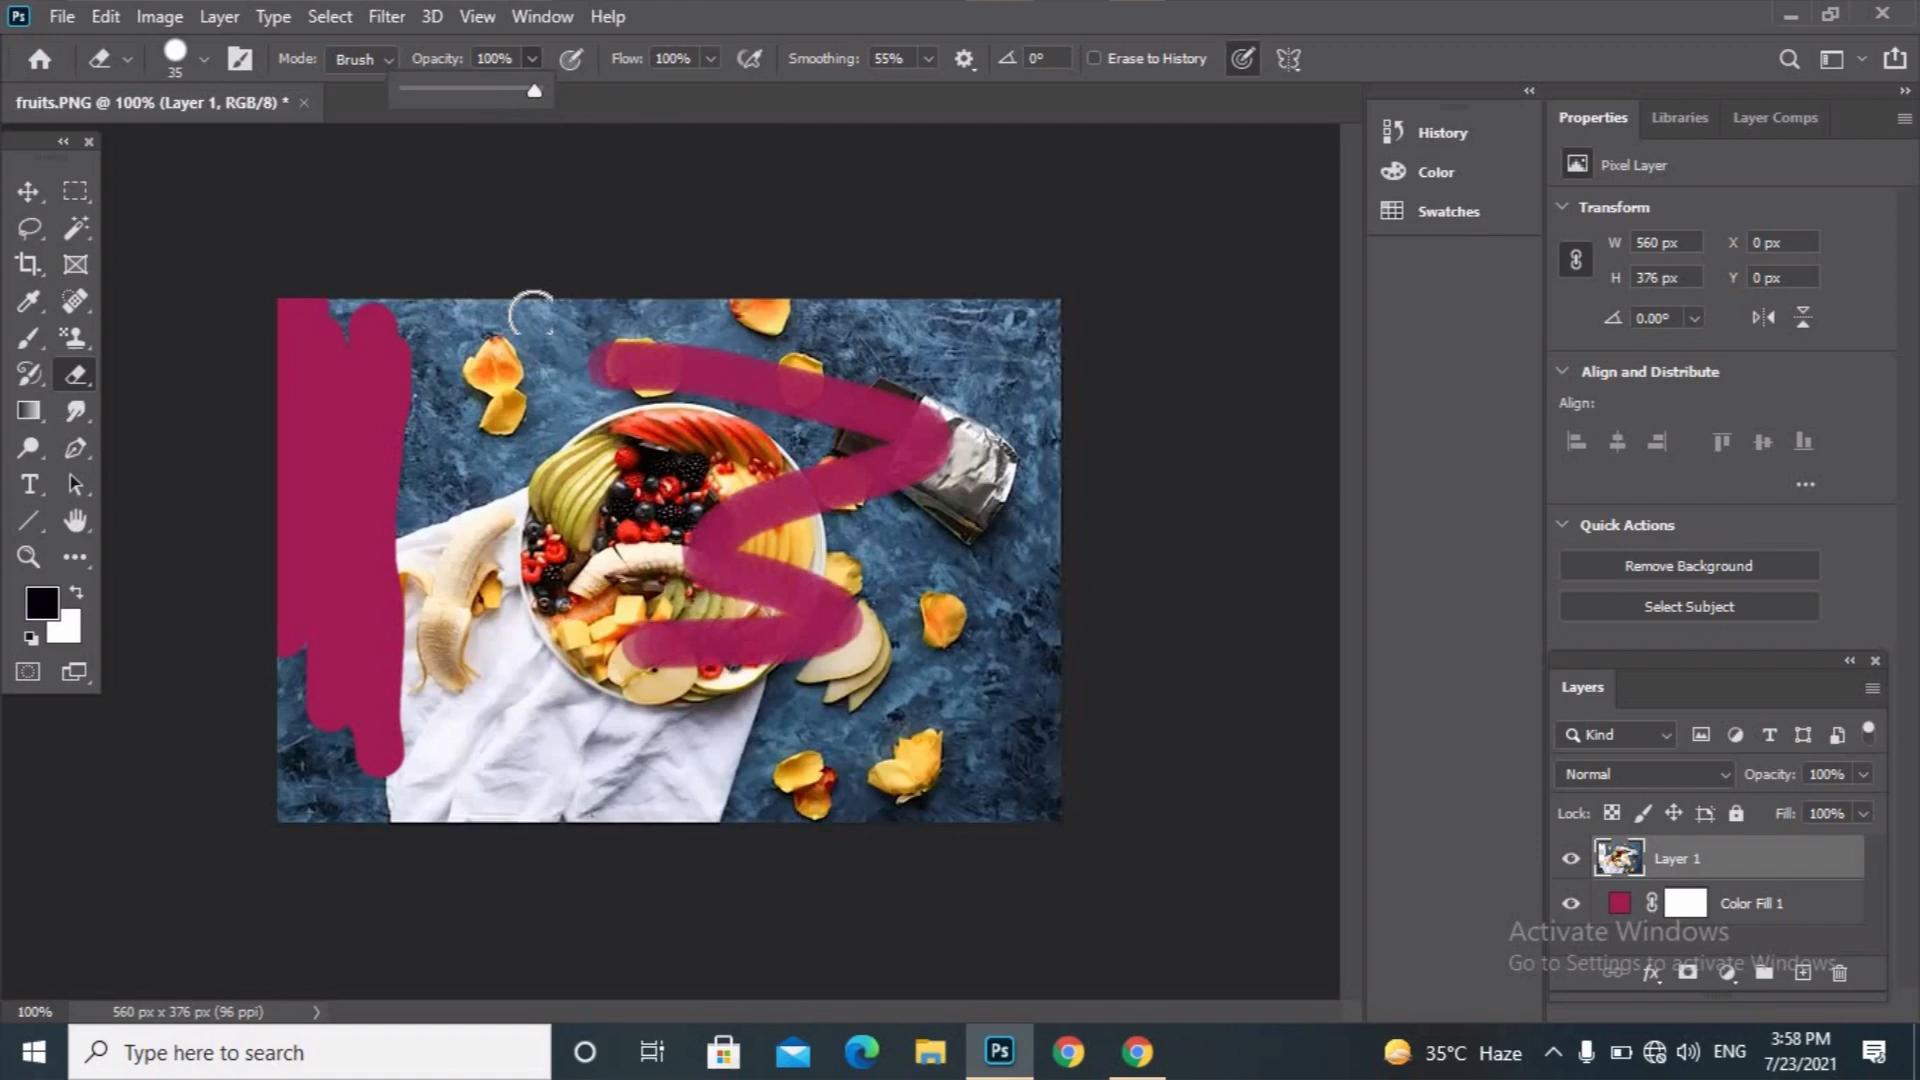 Ps File Edit Image Layer Type Select Filter 3D View Window Help
35 Mode: Brush Opacity: 100% Flow: 100% Smoothing: 55% 0° Erase to History
fruits.PNG @ 100% (Layer 1, RGB/8) *
History
Color
Swatches
Properties Libraries Layer Comps
Pixel Layer
Transform
W 560 px X 0 px
H 376 px Y 0 px
0.00°
Align and Distribute
Align:
Quick Actions
Remove Background
Select Subject
Layers
Kind
Normal Opacity: 100%
Lock: Fill: 100%
Layer 1
Color Fill 1
Activate Windows
Go to Settings to activate Windows.
100% 560 px x 376 px (96 ppi)
Type here to search
Ps
35°C Haze
ENG
3:58 PM
7/23/2021